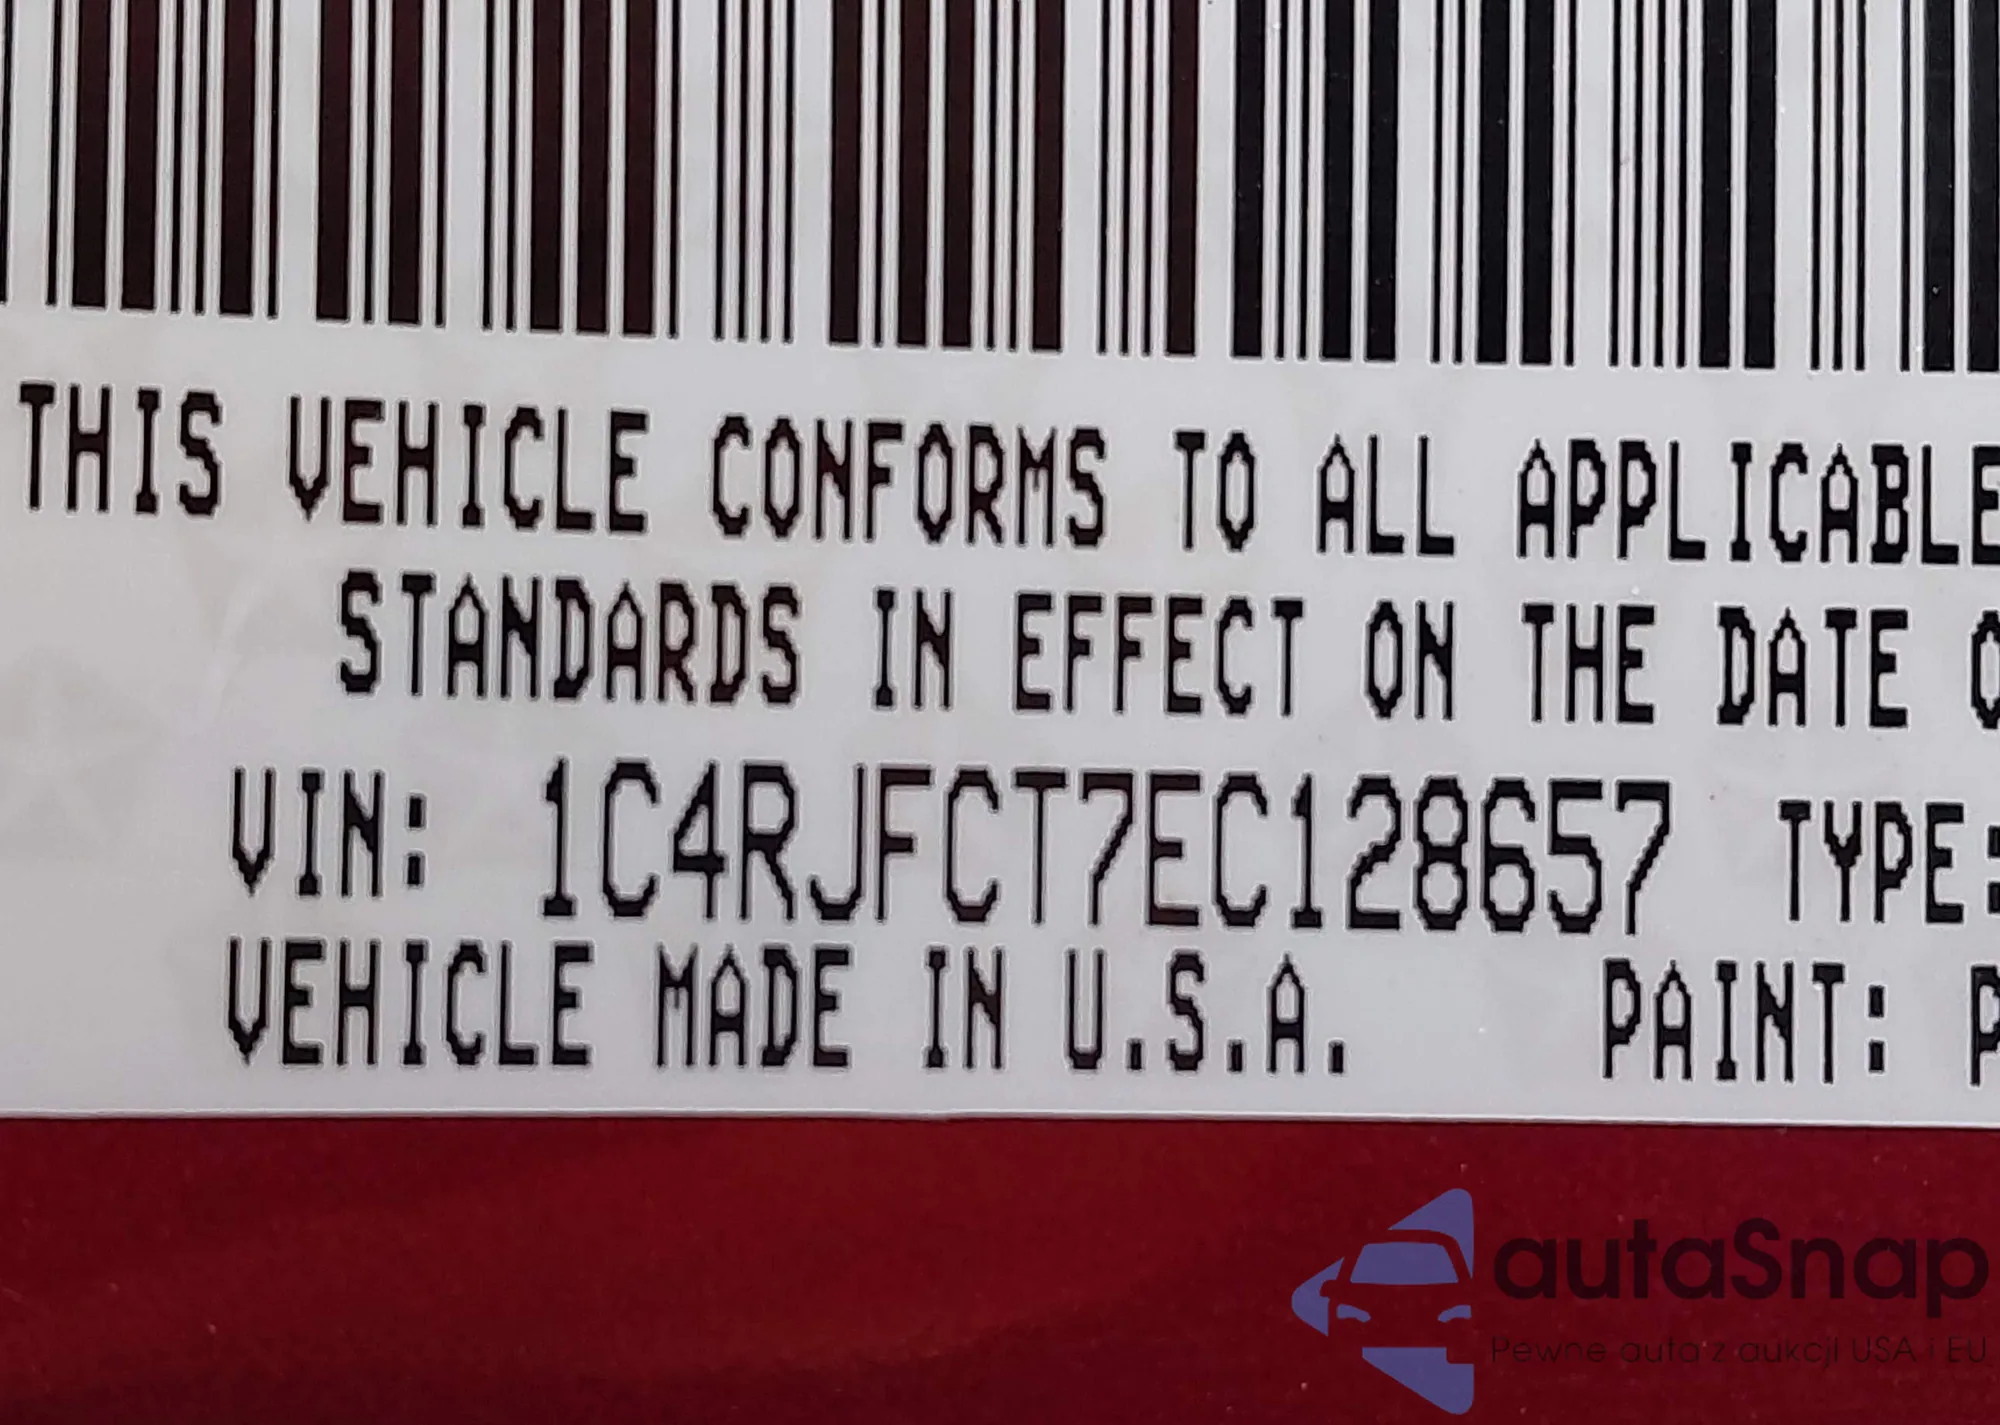 THIS VEHICLE CONFORMS TO ALL APPLICABLE
STANDARDS IN EFFECT ON THE DATE O
VIN: 1C4RJFCT7EC128657 TYPE:
VEHICLE MADE IN U.S.A. PAINT: P
autaSnap
Pewne auta z aukcji USA i EU